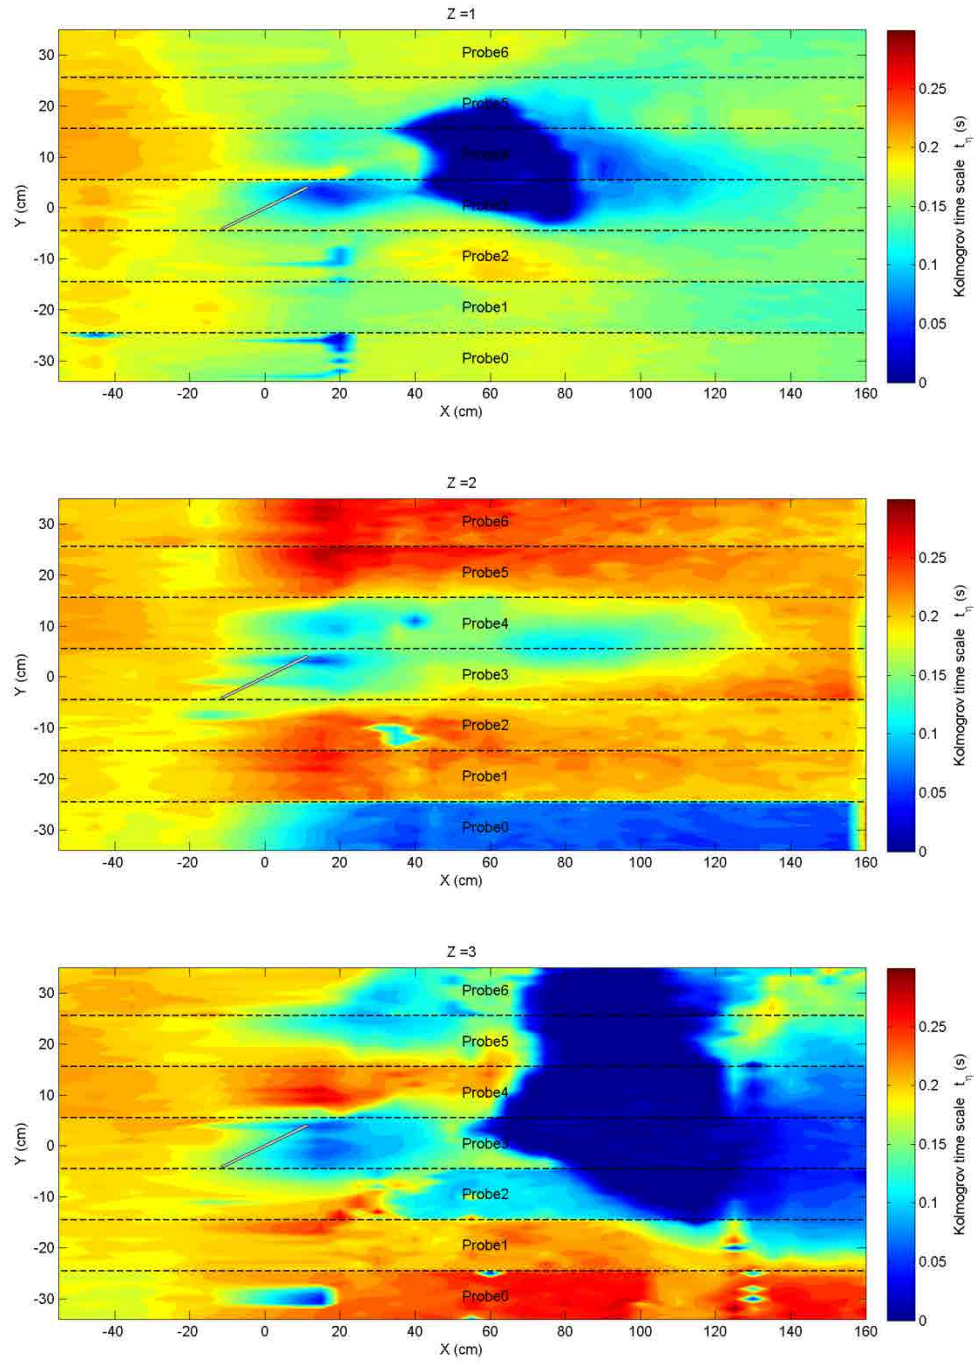 Z =1
Probe6
Probe5
Probe4
Probe3
Probe2
Probe1
Probe0
30
20
10
0
-10
-20
-30
Y (cm)
-40 -20 0 20 40 60 80 100 120 140 160
X (cm)
0.25
0.2
0.15
0.1
0.05
0
Kolmogrov time scale t η (s)
Z =2
Probe6
Probe5
Probe4
Probe3
Probe2
Probe1
Probe0
30
20
10
0
-10
-20
-30
Y (cm)
-40 -20 0 20 40 60 80 100 120 140 160
X (cm)
0.25
0.2
0.15
0.1
0.05
0
Kolmogrov time scale t η (s)
Z =3
Probe6
Probe5
Probe4
Probe3
Probe2
Probe1
Probe0
30
20
10
0
-10
-20
-30
Y (cm)
-40 -20 0 20 40 60 80 100 120 140 160
X (cm)
0.25
0.2
0.15
0.1
0.05
0
Kolmogrov time scale t η (s)